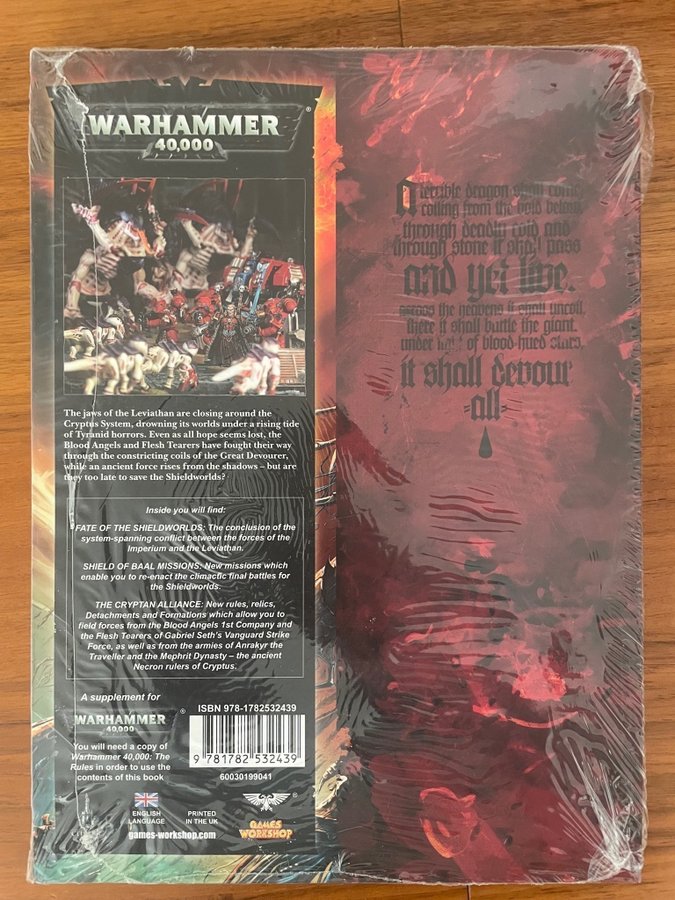 WARHAMMER®
40,000
The jaws of the Leviathan are closing around the
Cryptus System, drowning its worlds under a rising tide
of Tyranid horrors. Even as all hope seems lost, the
Blood Angels and Flesh Tearers have fought their way
through the constricting coils of the Great Devourer,
while an ancient force rises from the shadows – but are
they too late to save the Shieldworlds?
Inside you will find:
FATE OF THE SHIELDWORLDS: The conclusion of the
system-spanning conflict between the forces of the
Imperium and the Leviathan.
SHIELD OF BAAL MISSIONS: New missions which
enable you to re-enact the climactic final battles for
the Shieldworlds.
THE CRYPTAN ALLIANCE: New rules, relics,
Detachments and Formations which allow you to
field forces from the Blood Angels 1st Company and
the Flesh Tearers of Gabriel Seth's Vanguard Strike
Force, as well as from the armies of Anrakyr the
Traveller and the Mephrit Dynasty – the ancient
Necron rulers of Cryptus.
A supplement for
WARHAMMER®
40,000
You will need a copy of
Warhammer 40,000: The
Rules in order to use the
contents of this book
ISBN 978-1782532439
9 781782 532439
60030199041
ENGLISH
LANGUAGE
PRINTED
IN THE UK
games-workshop.com
®
GAMES
WORKSHOP
A terrible dragon shall come,
coiling from the void below,
through deadly cold and
through stone it shall pass
and yet live.
across the heavens it shall uncoil,
there it shall battle the giant.
under of blood-hued stars,
it shall devour
-all-